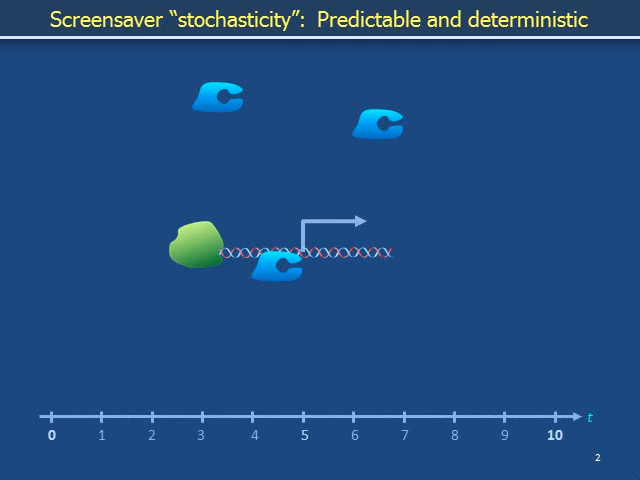 Screensaver “stochasticity”:  Predictable and deterministic
t
0 1 2 3 4 5 6 7 8 9 10
2